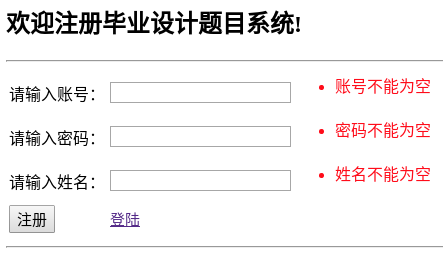 欢迎注册毕业设计题目系统!
请输入账号： 账号不能为空
请输入密码： 密码不能为空
请输入姓名： 姓名不能为空
注册 登陆